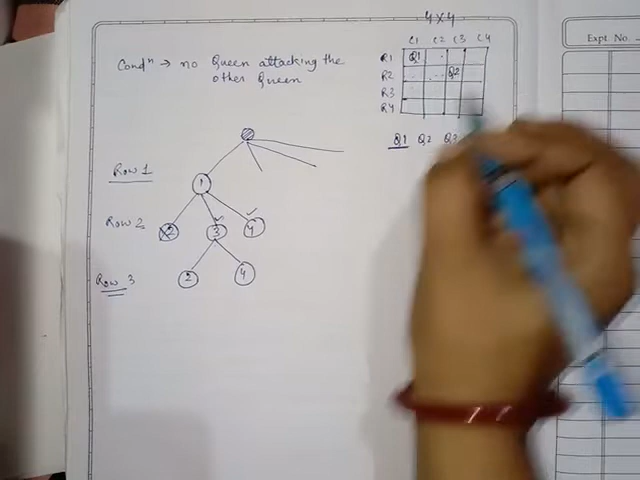 4x4
Condⁿ → no Queen attacking the
other Queen
C1 C2 C3 C4
R1 Q1
R2 Q2
R3
R4
Q1 Q2 Q3
Row 1
1
Row 2 2 3 4
Row 3 2 4
Expt No.